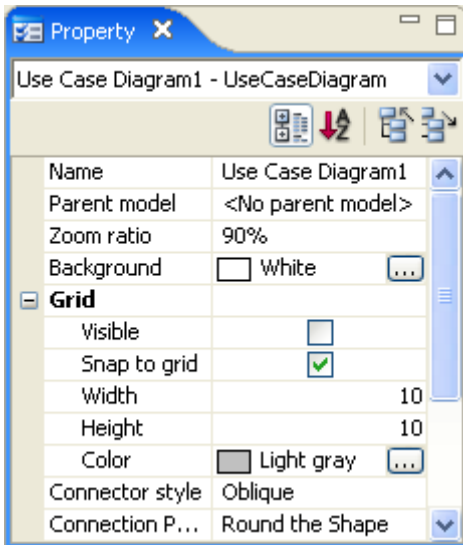 Property
Use Case Diagram1 - UseCaseDiagram
Name Use Case Diagram1
Parent model <No parent model>
Zoom ratio 90%
Background White ...
Grid
Visible
Snap to grid
Width 10
Height 10
Color Light gray ...
Connector style Oblique
Connection P... Round the Shape